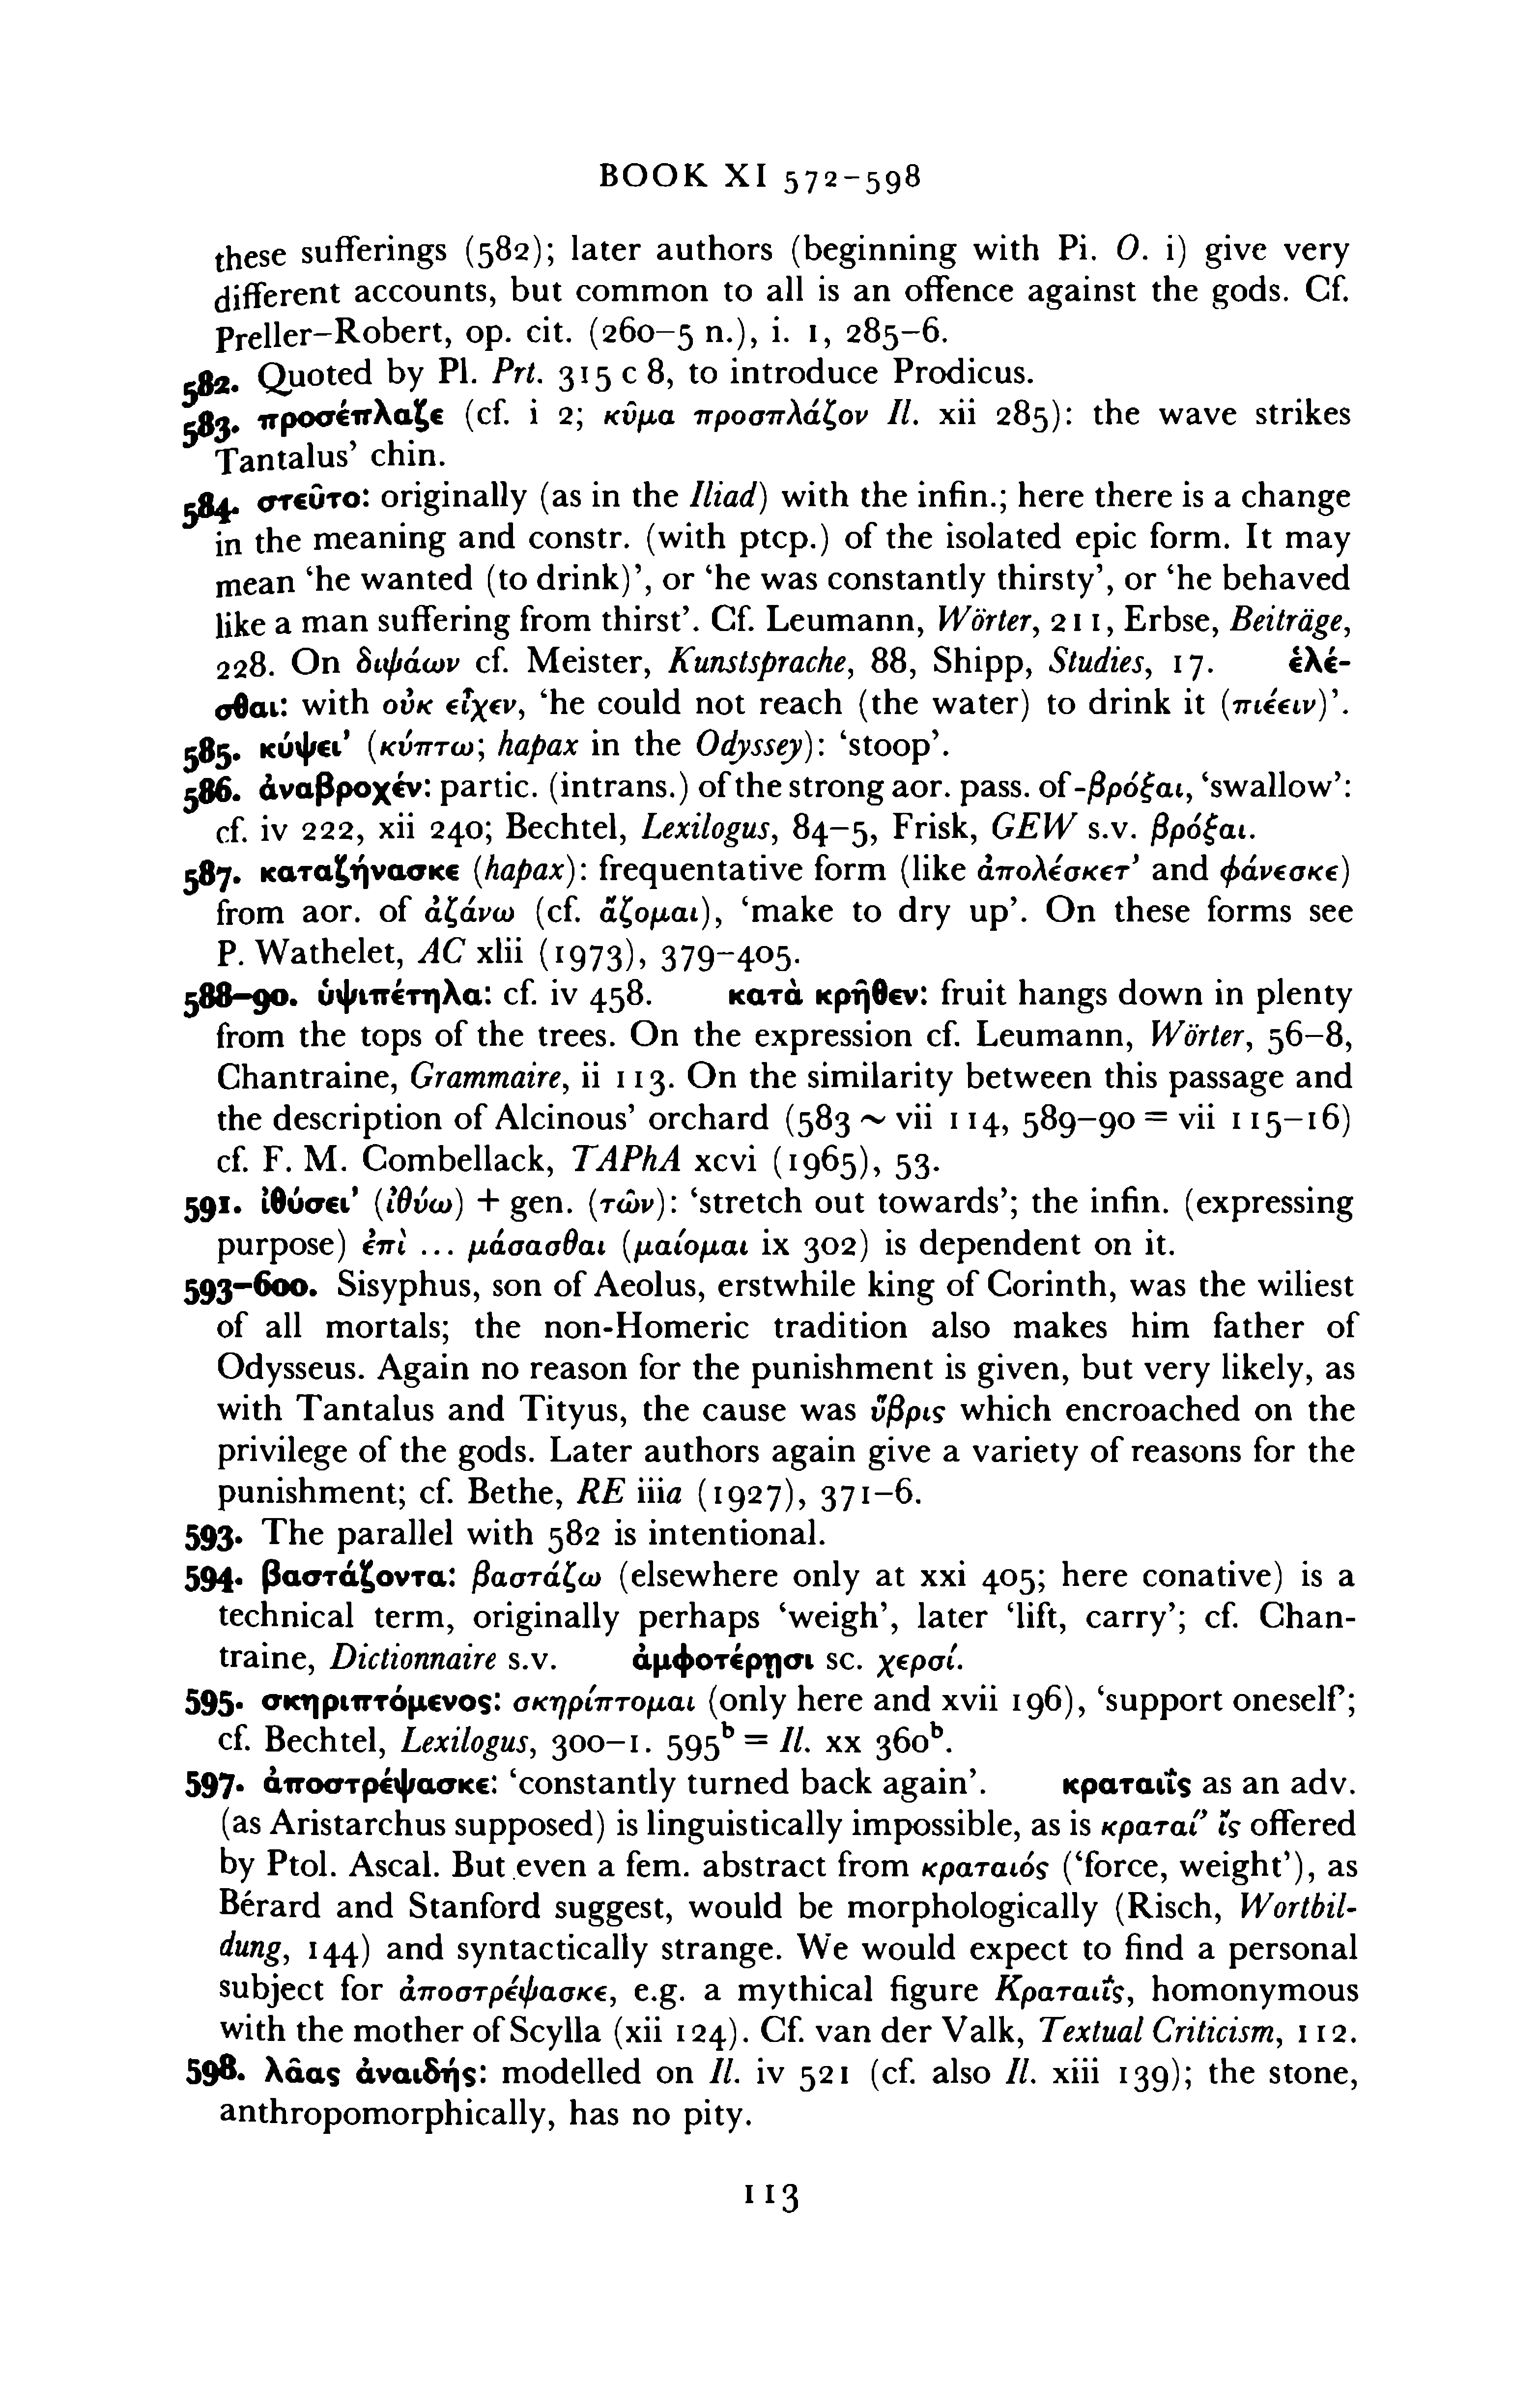 BOOK XI 572–598
these sufferings (582); later authors (beginning with Pi. O. i) give very
different accounts, but common to all is an offence against the gods. Cf.
Preller–Robert, op. cit. (260–5 n.), i. 1, 285–6.
582. Quoted by Pl. Prt. 315 c 8, to introduce Prodicus.
583. προσέπλαζε (cf. i 2; κῦμα προσπλάζον Il. xii 285): the wave strikes
Tantalus’ chin.
584. στεῦτο: originally (as in the Iliad) with the infin.; here there is a change
in the meaning and constr. (with ptcp.) of the isolated epic form. It may
mean ‘he wanted (to drink)’, or ‘he was constantly thirsty’, or ‘he behaved
like a man suffering from thirst’. Cf. Leumann, Wörter, 211, Erbse, Beiträge,
228. On διψάων cf. Meister, Kunstsprache, 88, Shipp, Studies, 17. ἑλέ-
σθαι: with οὐκ εἶχεν, ‘he could not reach (the water) to drink it (πιέειν)’.
585. κύψει’ (κύπτω; hapax in the Odyssey): ‘stoop’.
586. ἀναβροχέν: partic. (intrans.) of the strong aor. pass. of -βρόξαι, ‘swallow’:
cf. iv 222, xii 240; Bechtel, Lexilogus, 84–5, Frisk, GEW s.v. βρόξαι.
587. καταζήνασκε (hapax): frequentative form (like ἀπολέσκετ’ and φάνεσκε)
from aor. of ἀζάνω (cf. ἄζομαι), ‘make to dry up’. On these forms see
P. Wathelet, AC xlii (1973), 379–405.
588–90. ὑψιπέτηλα: cf. iv 458. κατὰ κρῆθεν: fruit hangs down in plenty
from the tops of the trees. On the expression cf. Leumann, Wörter, 56–8,
Chantraine, Grammaire, ii 113. On the similarity between this passage and
the description of Alcinous’ orchard (583 ~ vii 114, 589–90 = vii 115–16)
cf. F. M. Combellack, TAPhA xcvi (1965), 53.
591. ἰθύσει’ (ἰθύω) + gen. (τῶν): ‘stretch out towards’; the infin. (expressing
purpose) ἐπὶ ... μάσασθαι (μαίομαι ix 302) is dependent on it.
593–600. Sisyphus, son of Aeolus, erstwhile king of Corinth, was the wiliest
of all mortals; the non-Homeric tradition also makes him father of
Odysseus. Again no reason for the punishment is given, but very likely, as
with Tantalus and Tityus, the cause was ὕβρις which encroached on the
privilege of the gods. Later authors again give a variety of reasons for the
punishment; cf. Bethe, RE iiia (1927), 371–6.
593. The parallel with 582 is intentional.
594. βαστάζοντα: βαστάζω (elsewhere only at xxi 405; here conative) is a
technical term, originally perhaps ‘weigh’, later ‘lift, carry’; cf. Chan-
traine, Dictionnaire s.v. ἀμφοτέρῃσι sc. χερσί.
595. σκηριπτόμενος: σκηρίπτομαι (only here and xvii 196), ‘support oneself’;
cf. Bechtel, Lexilogus, 300–1. 595ᵇ = Il. xx 360ᵇ.
597. ἀποστρέψασκε: ‘constantly turned back again’. κραταιΐς as an adv.
(as Aristarchus supposed) is linguistically impossible, as is κραταί’ ἴς offered
by Ptol. Ascal. But even a fem. abstract from κραταιός (‘force, weight’), as
Bérard and Stanford suggest, would be morphologically (Risch, Wortbil-
dung, 144) and syntactically strange. We would expect to find a personal
subject for ἀποστρέψασκε, e.g. a mythical figure Κραταιΐς, homonymous
with the mother of Scylla (xii 124). Cf. van der Valk, Textual Criticism, 112.
598. λᾶας ἀναιδής: modelled on Il. iv 521 (cf. also Il. xiii 139); the stone,
anthropomorphically, has no pity.
113